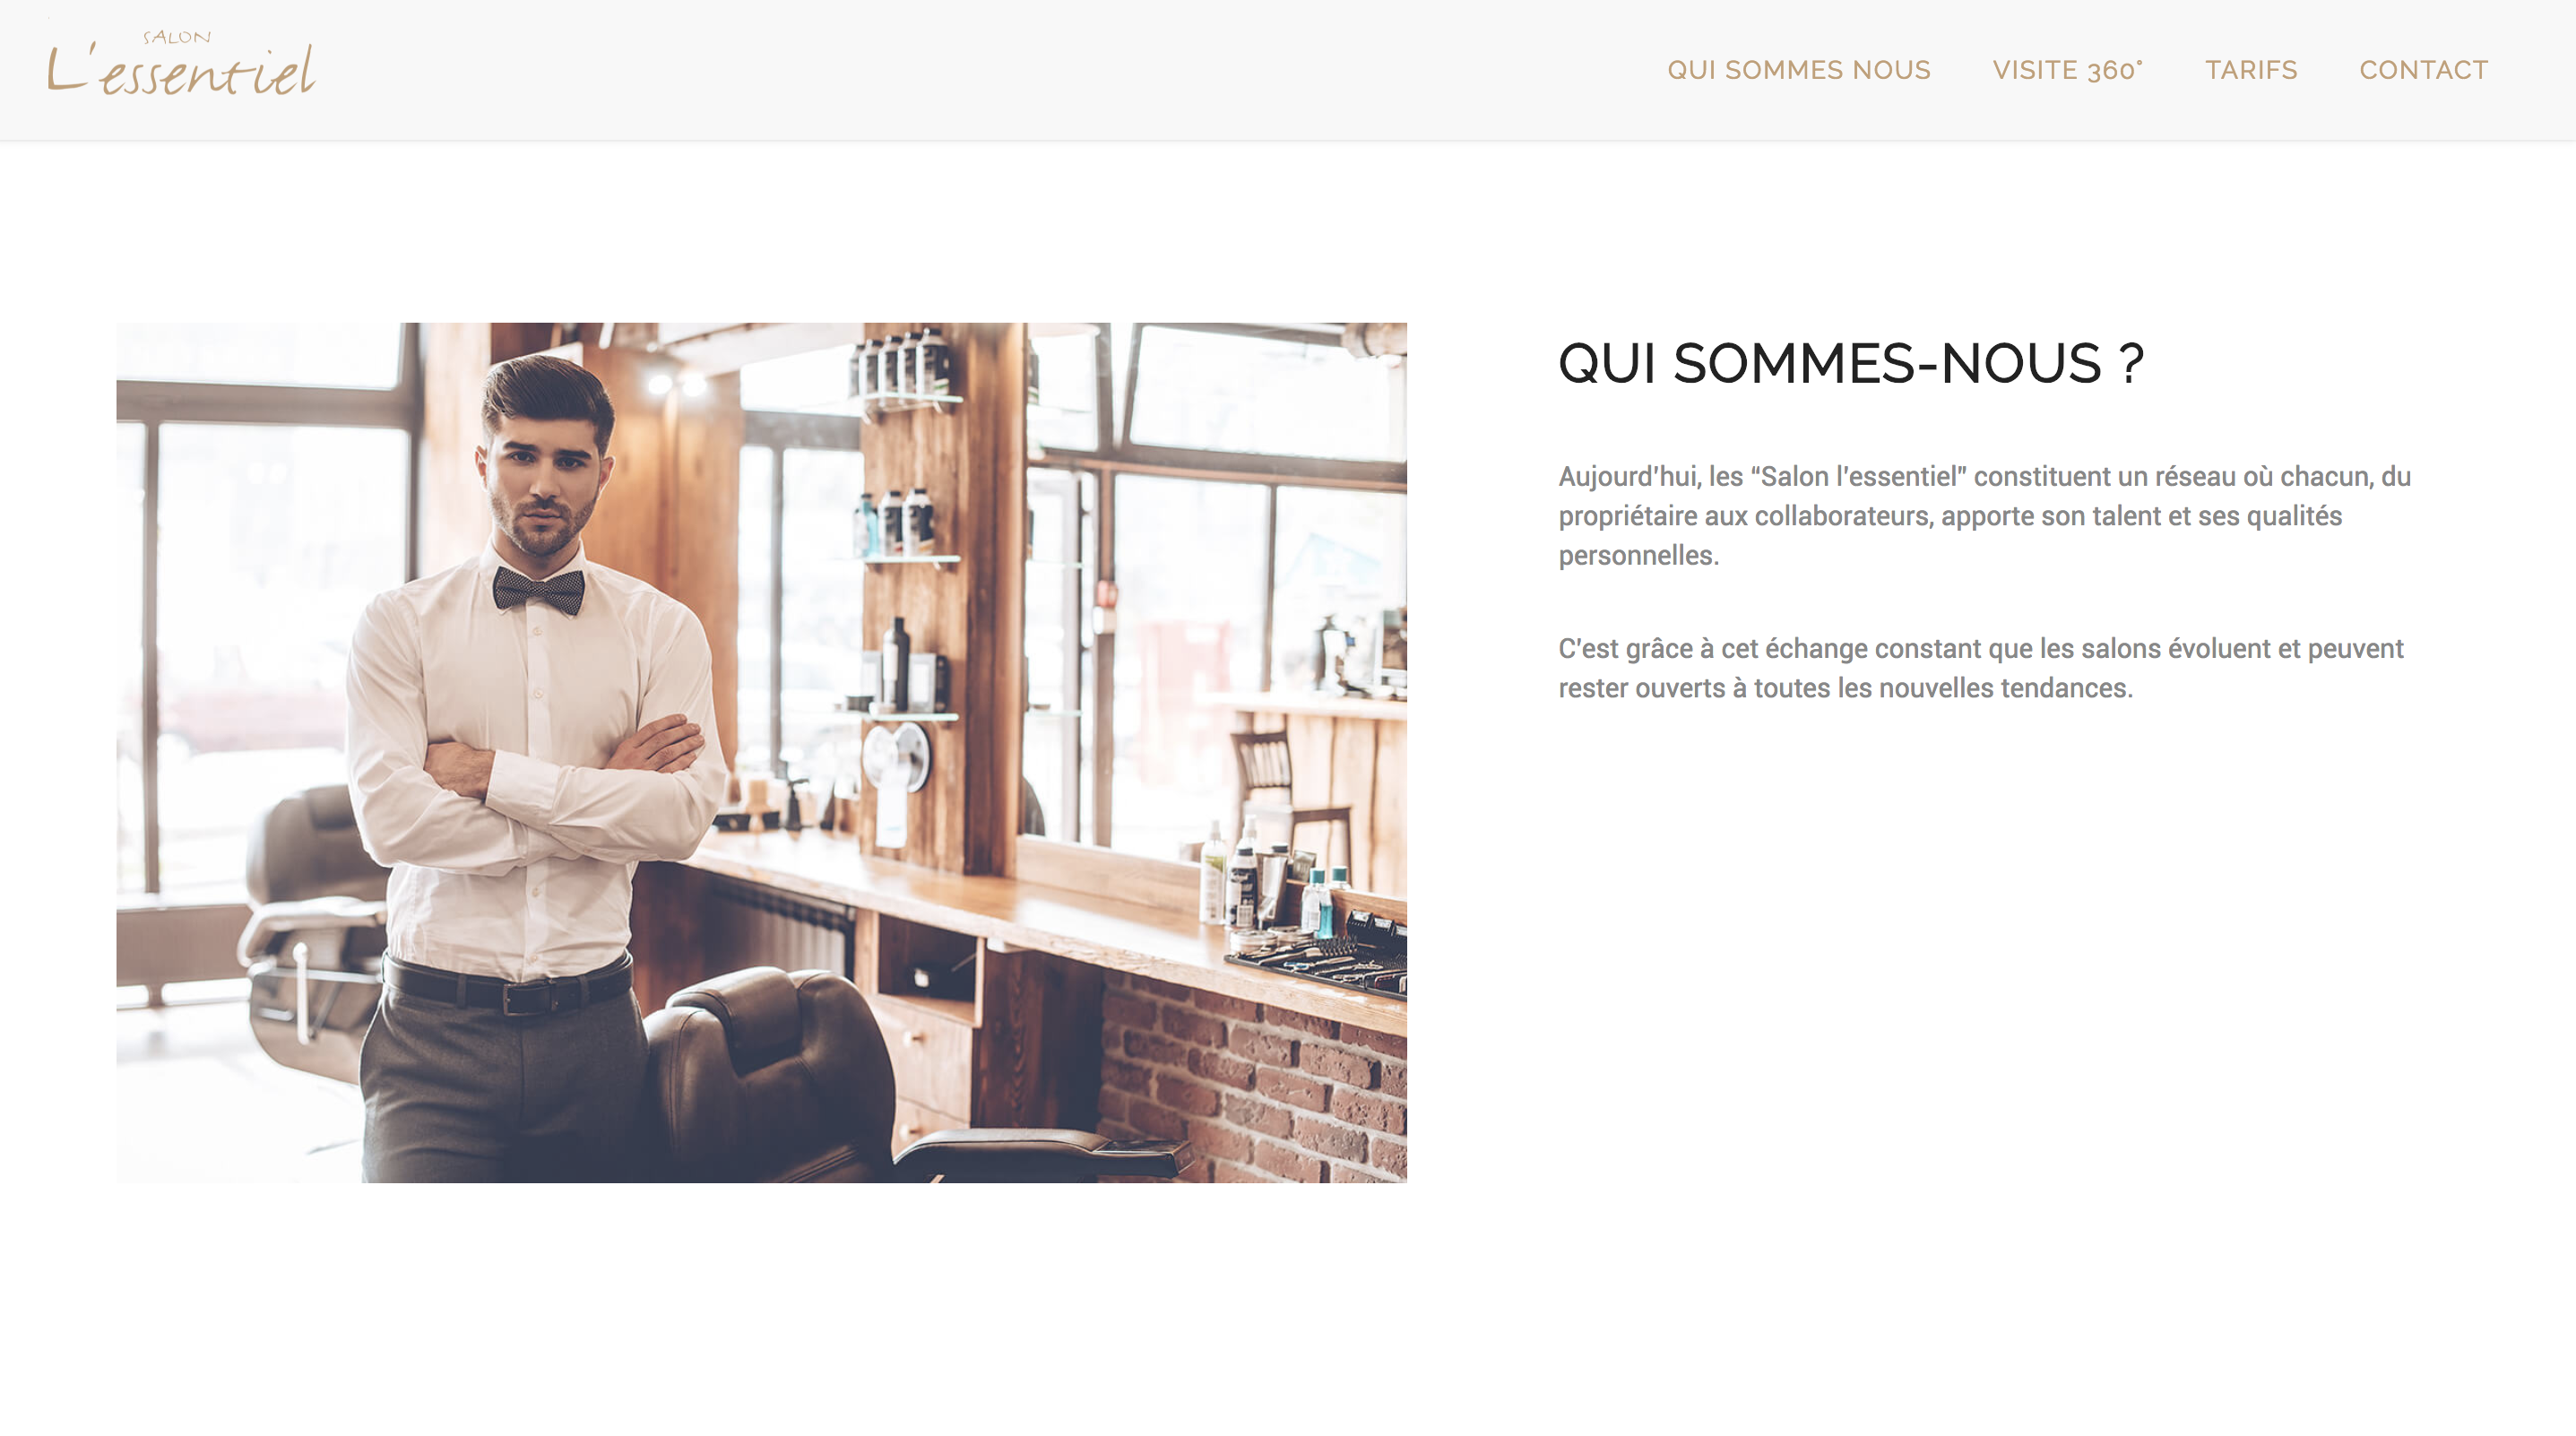 SALON
L'essentiel
QUI SOMMES NOUS VISITE 360° TARIFS CONTACT
QUI SOMMES-NOUS ?
Aujourd'hui, les “Salon l'essentiel” constituent un réseau où chacun, du
propriétaire aux collaborateurs, apporte son talent et ses qualités
personnelles.
C'est grâce à cet échange constant que les salons évoluent et peuvent
rester ouverts à toutes les nouvelles tendances.